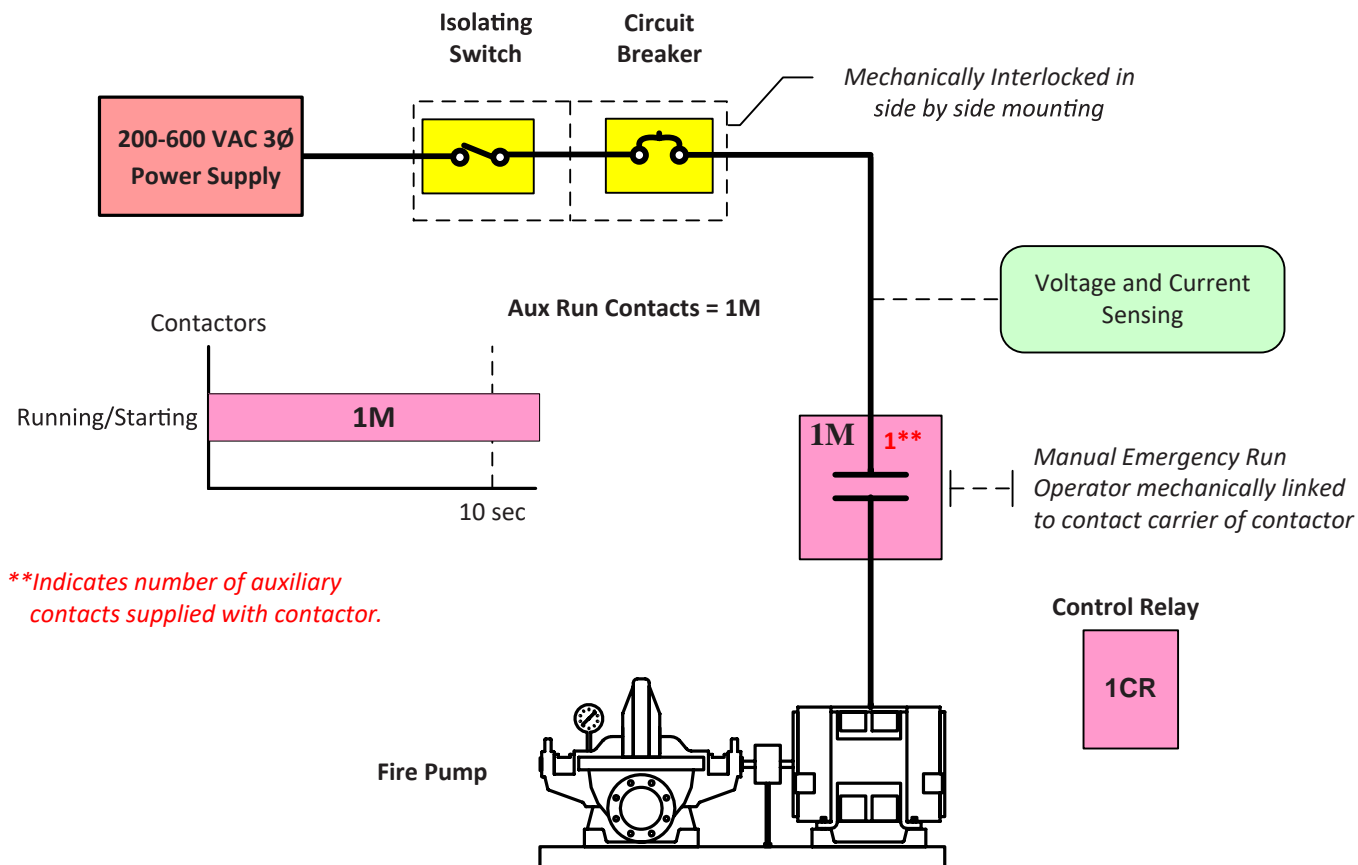 Isolating
Switch
Circuit
Breaker
Mechanically Interlocked in
side by side mounting
200-600 VAC 3Ø
Power Supply
Voltage and Current
Sensing
Aux Run Contacts = 1M
Contactors
Running/Starting
1M
10 sec
1M
1**
Manual Emergency Run
Operator mechanically linked
to contact carrier of contactor
**Indicates number of auxiliary
contacts supplied with contactor.
Control Relay
1CR
Fire Pump